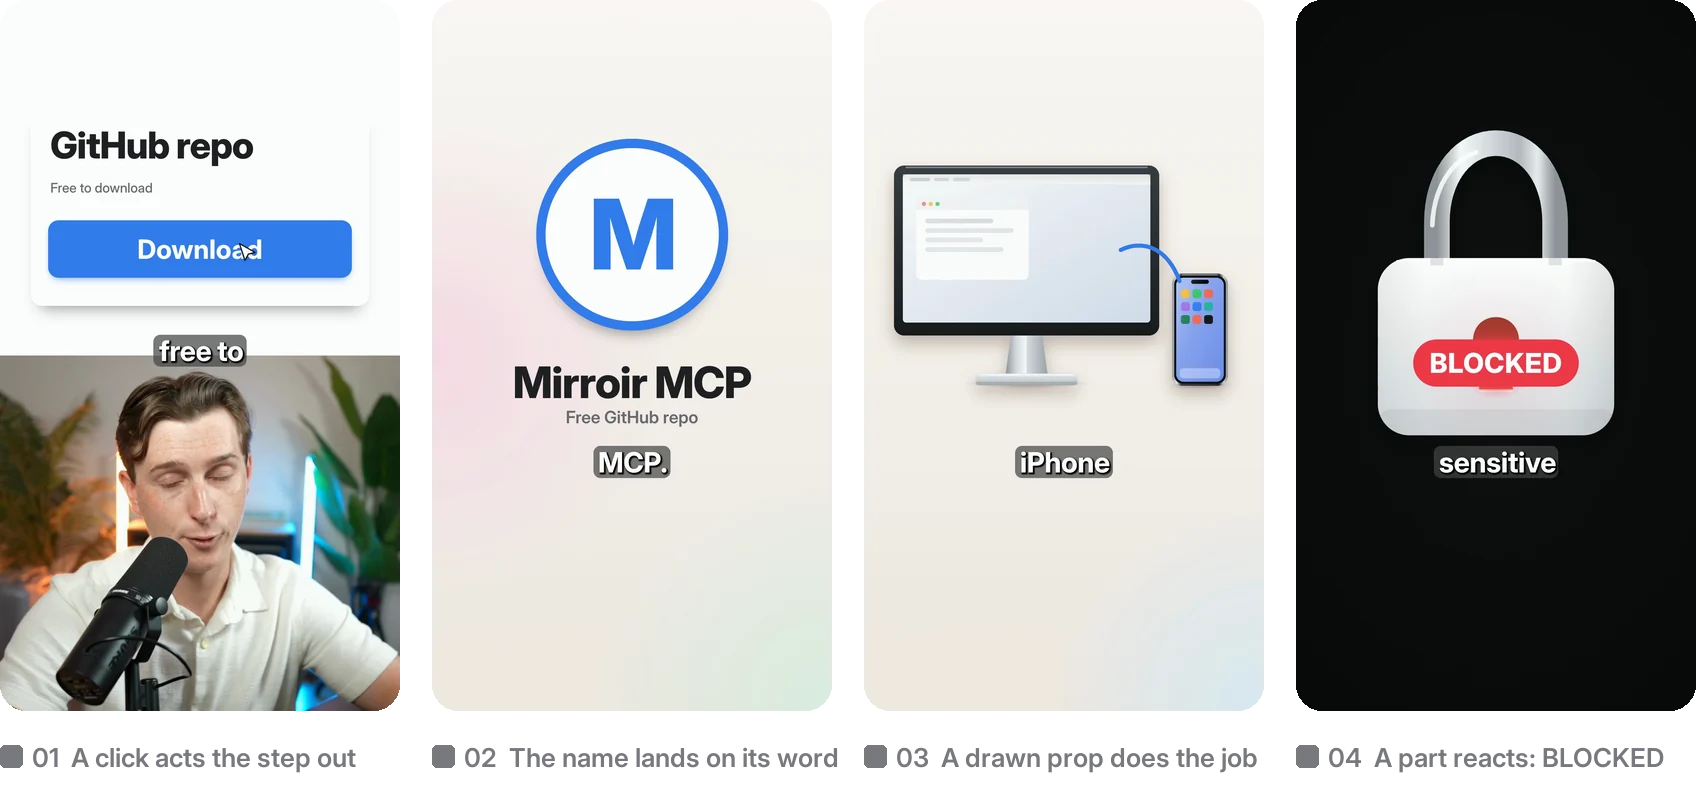 GitHub repo
Free to download
Download
free to
M
Mirroir MCP
Free GitHub repo
MCP.
iPhone
BLOCKED
sensitive
01 A click acts the step out
02 The name lands on its word
03 A drawn prop does the job
04 A part reacts: BLOCKED